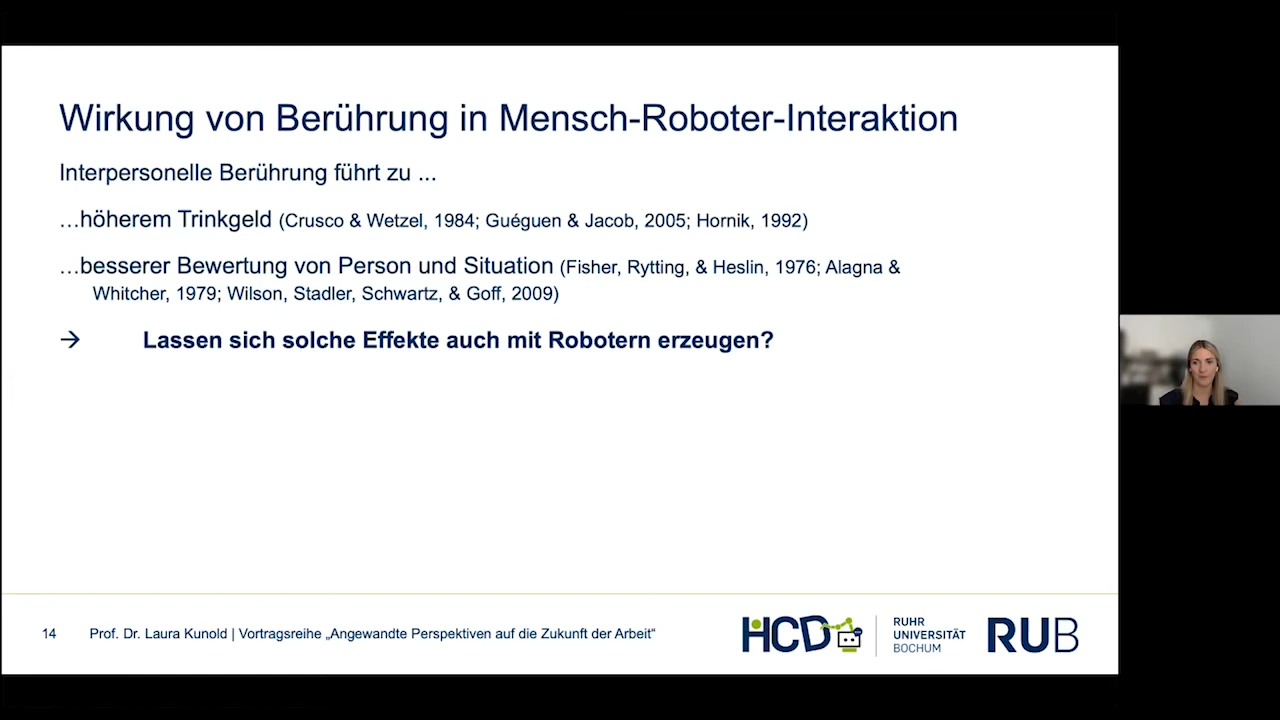 Wirkung von Berührung in Mensch-Roboter-Interaktion
Interpersonelle Berührung führt zu ...
…höherem Trinkgeld (Crusco & Wetzel, 1984; Guéguen & Jacob, 2005; Hornik, 1992)
…besserer Bewertung von Person und Situation (Fisher, Rytting, & Heslin, 1976; Alagna &
Whitcher, 1979; Wilson, Stadler, Schwartz, & Goff, 2009)
→ Lassen sich solche Effekte auch mit Robotern erzeugen?
14 Prof. Dr. Laura Kunold | Vortragsreihe „Angewandte Perspektiven auf die Zukunft der Arbeit“
HCD
RUHR
UNIVERSITÄT
BOCHUM
RUB